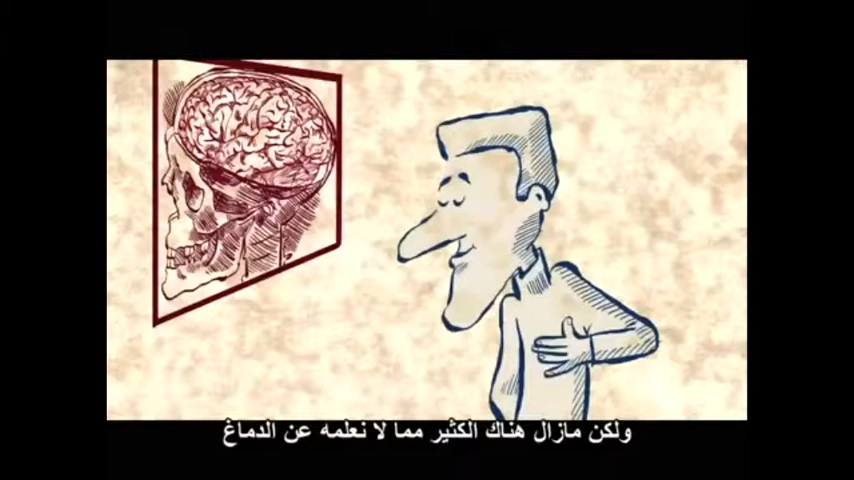 ولكن مازال هناك الكثير مما لا نعلمه عن الدماغ